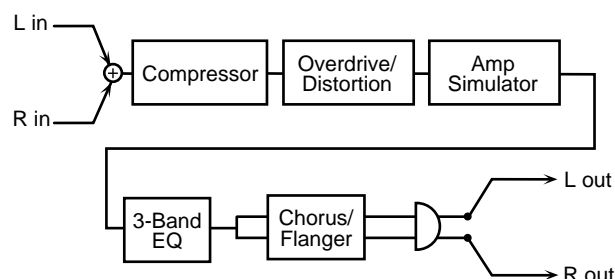 L in
R in
+
Compressor
Overdrive/
Distortion
Amp
Simulator
3-Band
EQ
Chorus/
Flanger
L out
R out